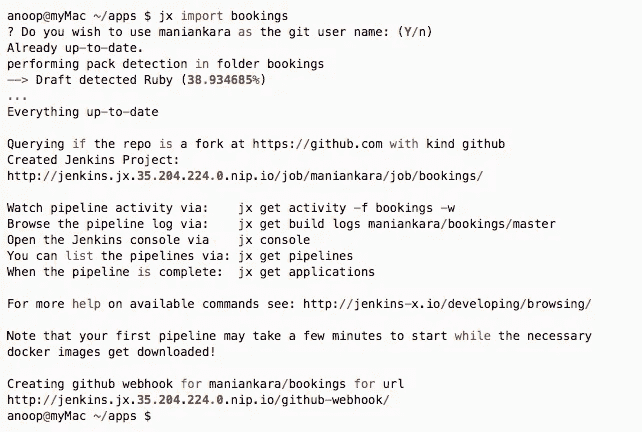 anoop@myMac ~/apps $ jx import bookings
? Do you wish to use maniankara as the git user name: (Y/n)
Already up-to-date.
performing pack detection in folder bookings
--> Draft detected Ruby (38.934685%)
...
Everything up-to-date

Querying if the repo is a fork at https://github.com with kind github
Created Jenkins Project:
http://jenkins.jx.35.204.224.0.nip.io/job/maniankara/job/bookings/

Watch pipeline activity via:    jx get activity -f bookings -w
Browse the pipeline log via:    jx get build logs maniankara/bookings/master
Open the Jenkins console via    jx console
You can list the pipelines via: jx get pipelines
When the pipeline is complete:  jx get applications

For more help on available commands see: http://jenkins-x.io/developing/browsing/

Note that your first pipeline may take a few minutes to start while the necessary
docker images get downloaded!

Creating github webhook for maniankara/bookings for url
http://jenkins.jx.35.204.224.0.nip.io/github-webhook/
anoop@myMac ~/apps $